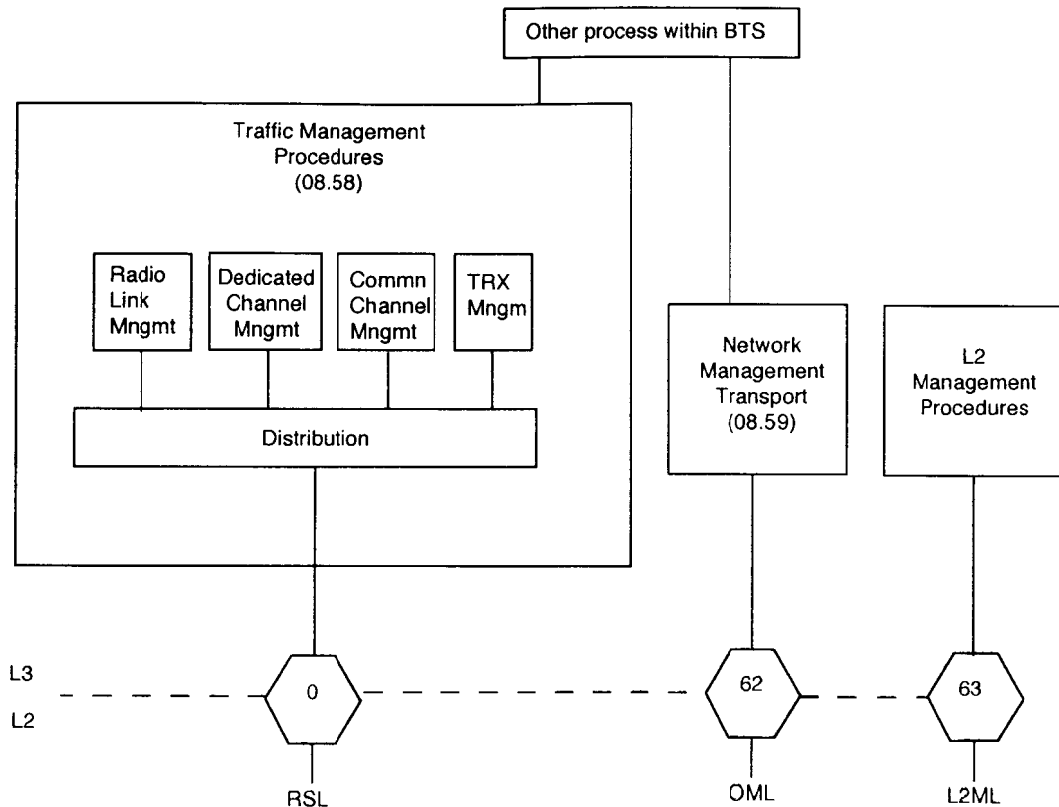 Other process within BTS
Traffic Management
Procedures
(08.58)
Radio
Link
Mngmt
Dedicated
Channel
Mngmt
Commn
Channel
Mngmt
TRX
Mngm
Distribution
Network
Management
Transport
(08.59)
L2
Management
Procedures
L3
L2
0
62
63
RSL
OML
L2ML